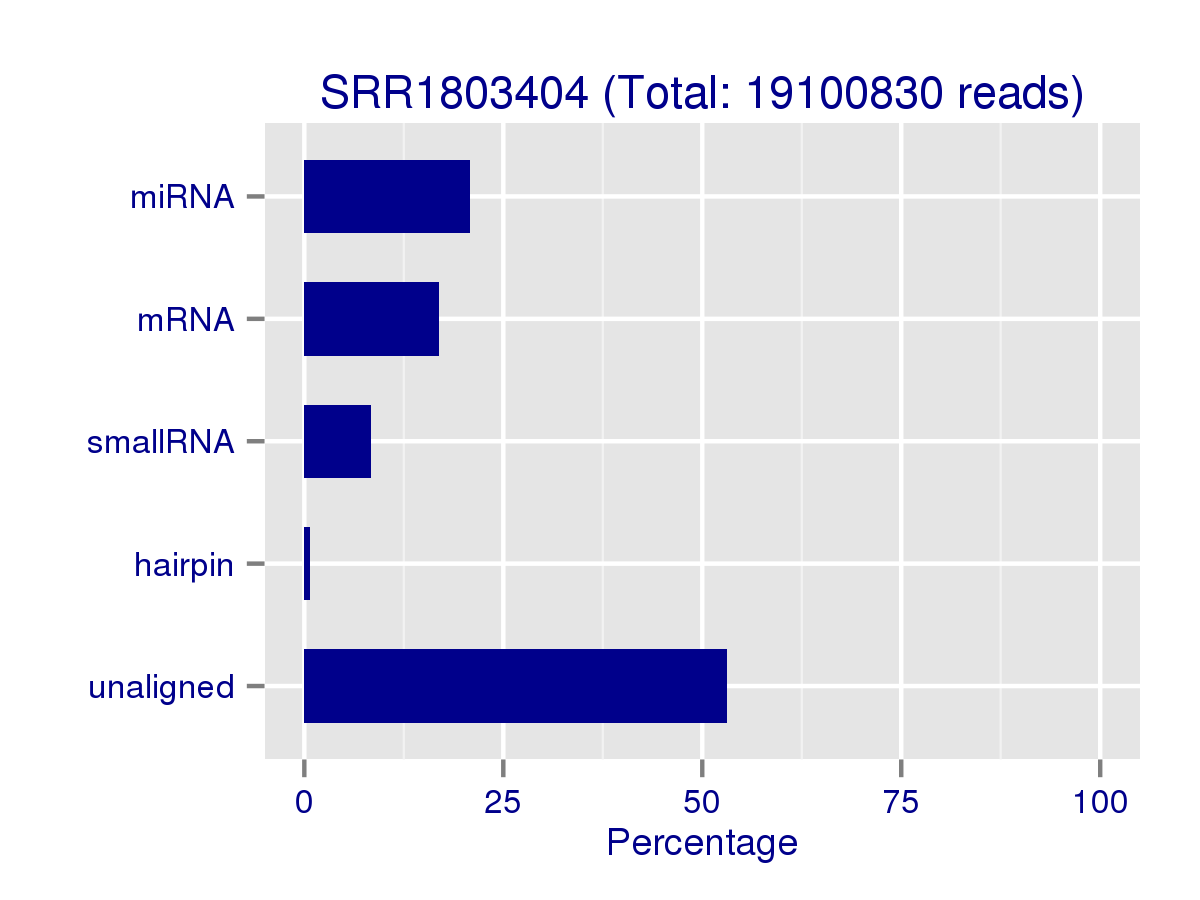 SRR1803404 (Total: 19100830 reads)
miRNA
mRNA
smallRNA
hairpin
unaligned
0 25 50 75 100
Percentage